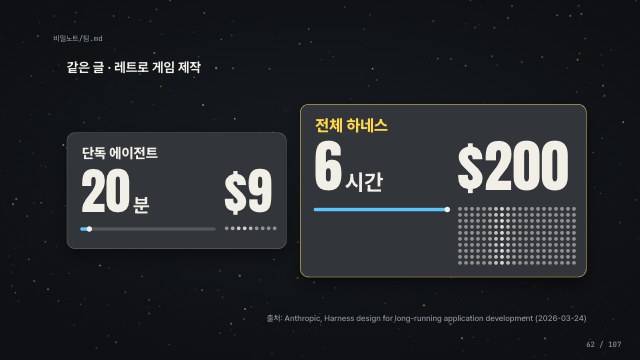 비밀노트/팀.md
같은 글 · 레트로 게임 제작
단독 에이전트
20분
$9
전체 하네스
6시간
$200
출처: Anthropic, Harness design for long-running application development (2026-03-24)
62 / 107